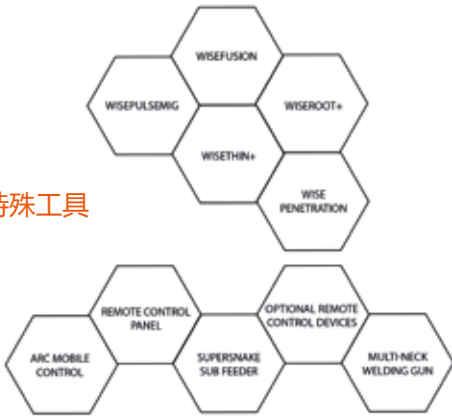 WISEFUSION
WISEPULSEMIG
WISEROOT+
WISETHIN+
WISE
PENETRATION
特殊工具
REMOTE CONTROL
PANEL
OPTIONAL REMOTE
CONTROL DEVICES
ARC MOBILE
CONTROL
SUPERSNAKE
SUB FEEDER
MULTI-NECK
WELDING GUN